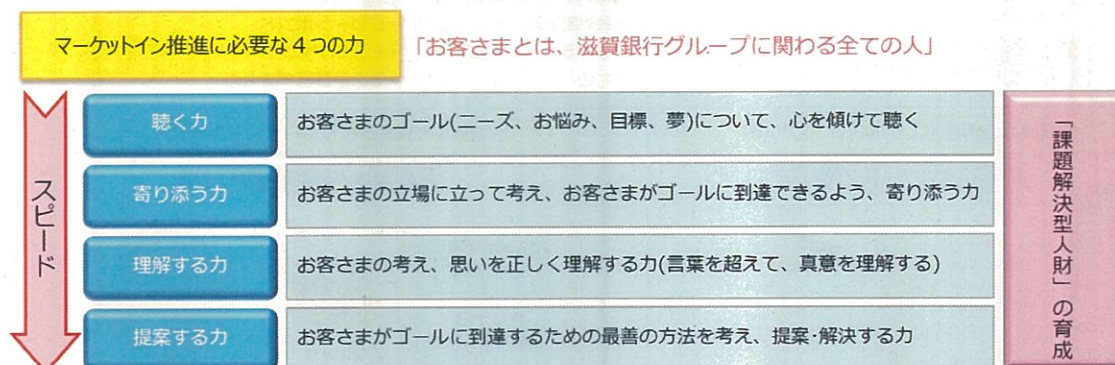 マーケットイン推進に必要な4つの力
「お客さまとは、滋賀銀行グループに関わる全ての人」
スピード
聴く力
お客さまのゴール(ニーズ、お悩み、目標、夢)について、心を傾けて聴く
寄り添う力
お客さまの立場に立って考え、お客さまがゴールに到達できるよう、寄り添う力
理解する力
お客さまの考え、思いを正しく理解する力(言葉を超えて、真意を理解する)
提案する力
お客さまがゴールに到達するための最善の方法を考え、提案・解決する力
「課題解決型人財」の育成